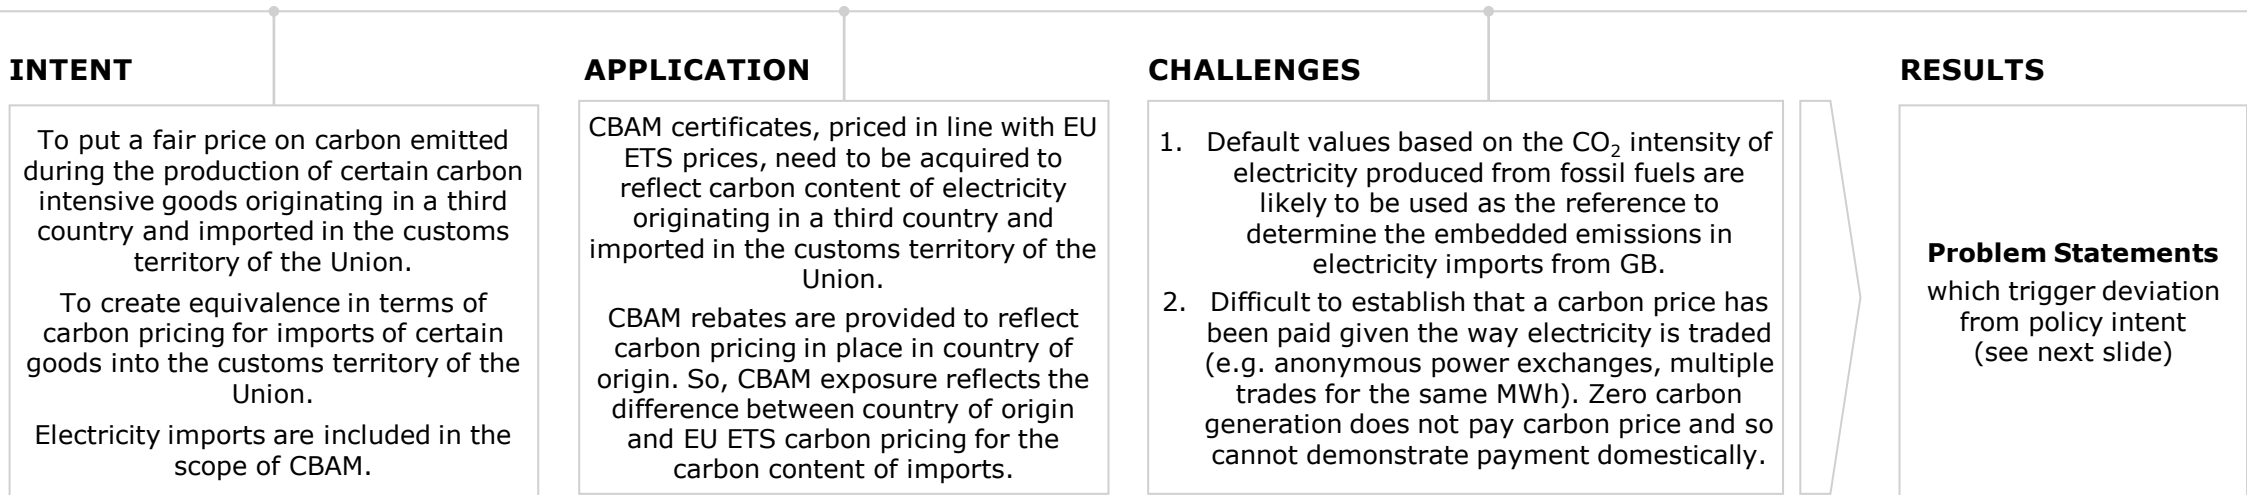 INTENT
To put a fair price on carbon emitted
during the production of certain carbon
intensive goods originating in a third
country and imported in the customs
territory of the Union.
To create equivalence in terms of
carbon pricing for imports of certain
goods into the customs territory of the
Union.
Electricity imports are included in the
scope of CBAM.
APPLICATION
CBAM certificates, priced in line with EU
ETS prices, need to be acquired to
reflect carbon content of electricity
originating in a third country and
imported in the customs territory of the
Union.
CBAM rebates are provided to reflect
carbon pricing in place in country of
origin. So, CBAM exposure reflects the
difference between country of origin
and EU ETS carbon pricing for the
carbon content of imports.
CHALLENGES
1. Default values based on the CO₂ intensity of
electricity produced from fossil fuels are
likely to be used as the reference to
determine the embedded emissions in
electricity imports from GB.
2. Difficult to establish that a carbon price has
been paid given the way electricity is traded
(e.g. anonymous power exchanges, multiple
trades for the same MWh). Zero carbon
generation does not pay carbon price and so
cannot demonstrate payment domestically.
RESULTS
Problem Statements
which trigger deviation
from policy intent
(see next slide)